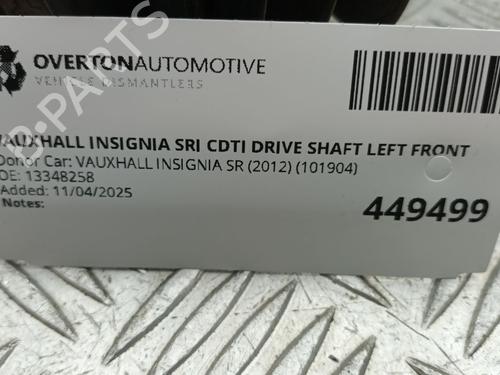 OVERTONAUTOMOTIVE
VEHICLE DISMANTLERS
VAUXHALL INSIGNIA SRI CDTI DRIVE SHAFT LEFT FRONT
Donor Car: VAUXHALL INSIGNIA SR (2012) (101904)
OE: 13348258
Added: 11/04/2025
Notes:
449499
B-PARTS